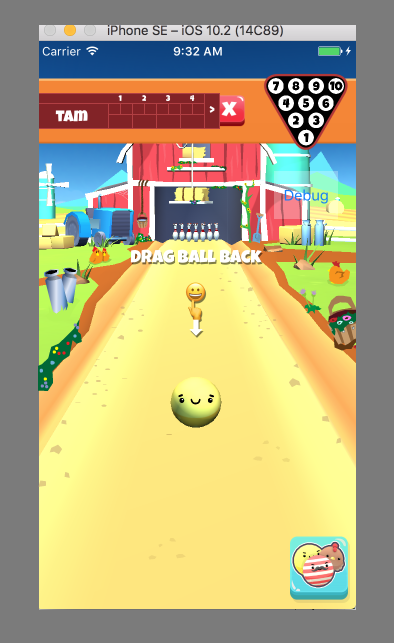 iPhone SE – iOS 10.2 (14C89)
Carrier 9:32 AM
1 2 3 4
TAM > X
7 8 9 10
4 5 6
2 3
1
Debug
DRAG BALL BACK